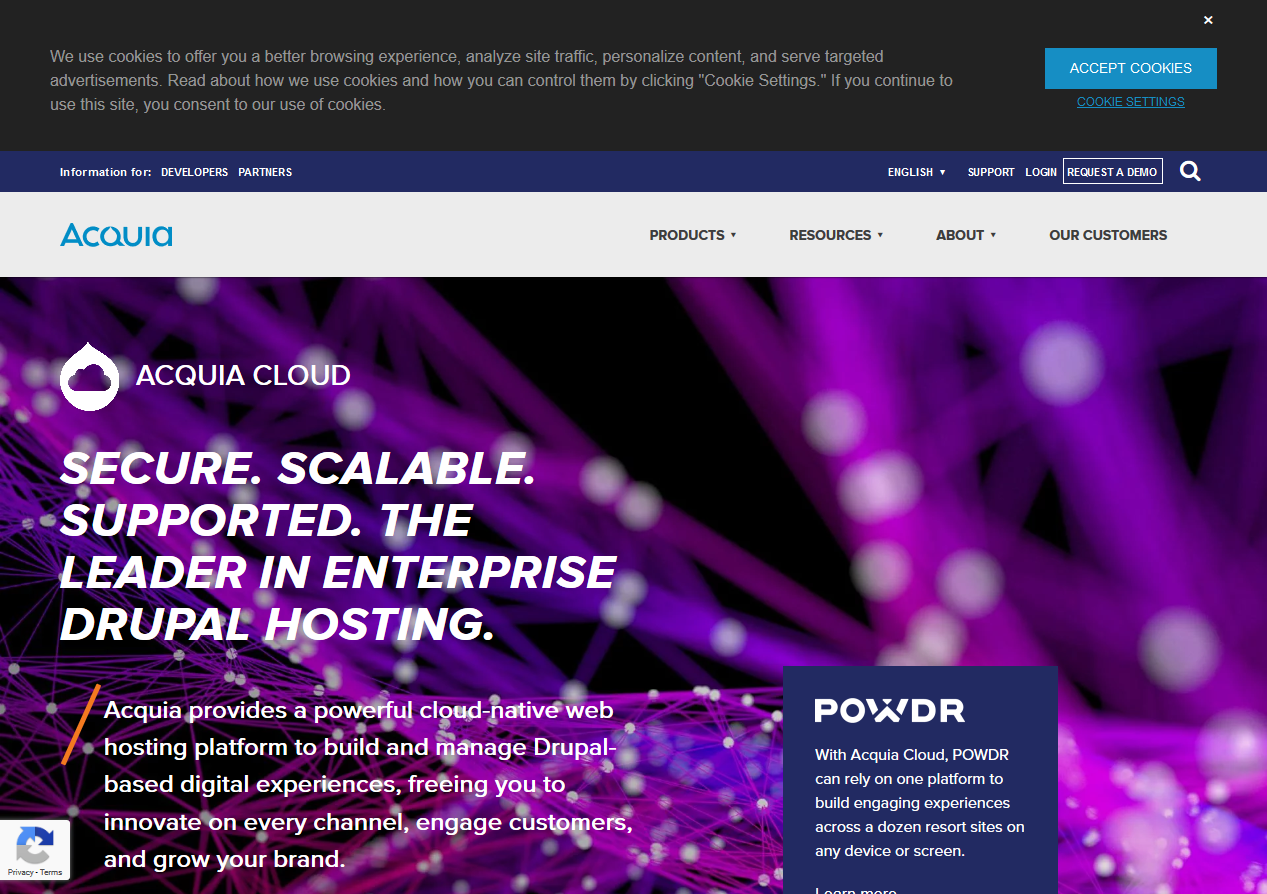 ×
We use cookies to offer you a better browsing experience, analyze site traffic, personalize content, and serve targeted
advertisements. Read about how we use cookies and how you can control them by clicking "Cookie Settings." If you continue to
use this site, you consent to our use of cookies.
ACCEPT COOKIES
COOKIE SETTINGS
Information for: DEVELOPERS PARTNERS
ENGLISH ▼ SUPPORT LOGIN REQUEST A DEMO
ACQUIA
PRODUCTS ▼ RESOURCES ▼ ABOUT ▼ OUR CUSTOMERS
ACQUIA CLOUD
SECURE. SCALABLE.
SUPPORTED. THE
LEADER IN ENTERPRISE
DRUPAL HOSTING.
Acquia provides a powerful cloud-native web
hosting platform to build and manage Drupal-
based digital experiences, freeing you to
innovate on every channel, engage customers,
and grow your brand.
POWDR
With Acquia Cloud, POWDR
can rely on one platform to
build engaging experiences
across a dozen resort sites on
any device or screen.
Learn more
Privacy - Terms